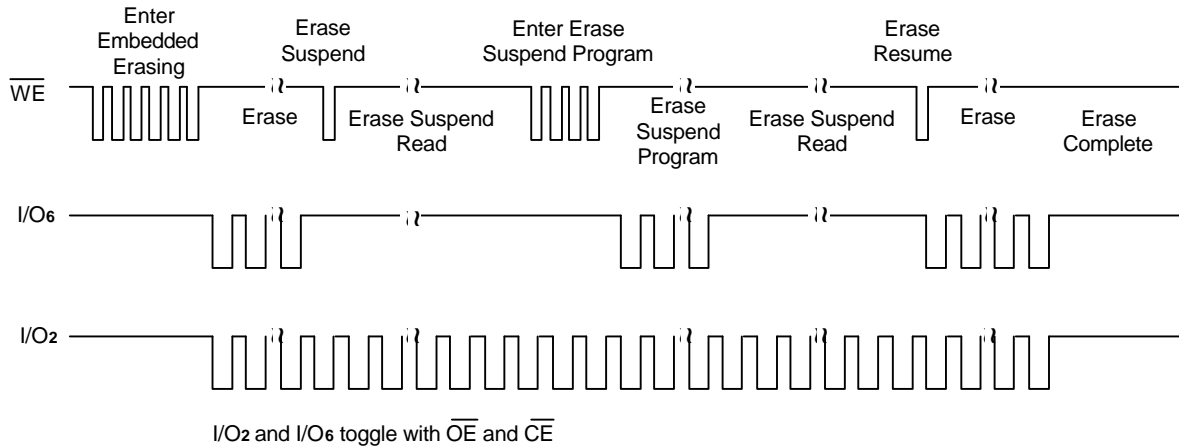 Enter
Embedded
Erasing
Erase
Suspend
Enter Erase
Suspend Program
Erase
Resume
WE
Erase
Erase Suspend
Read
Erase
Suspend
Program
Erase Suspend
Read
Erase
Erase
Complete
I/O6
I/O2
I/O2 and I/O6 toggle with OE and CE